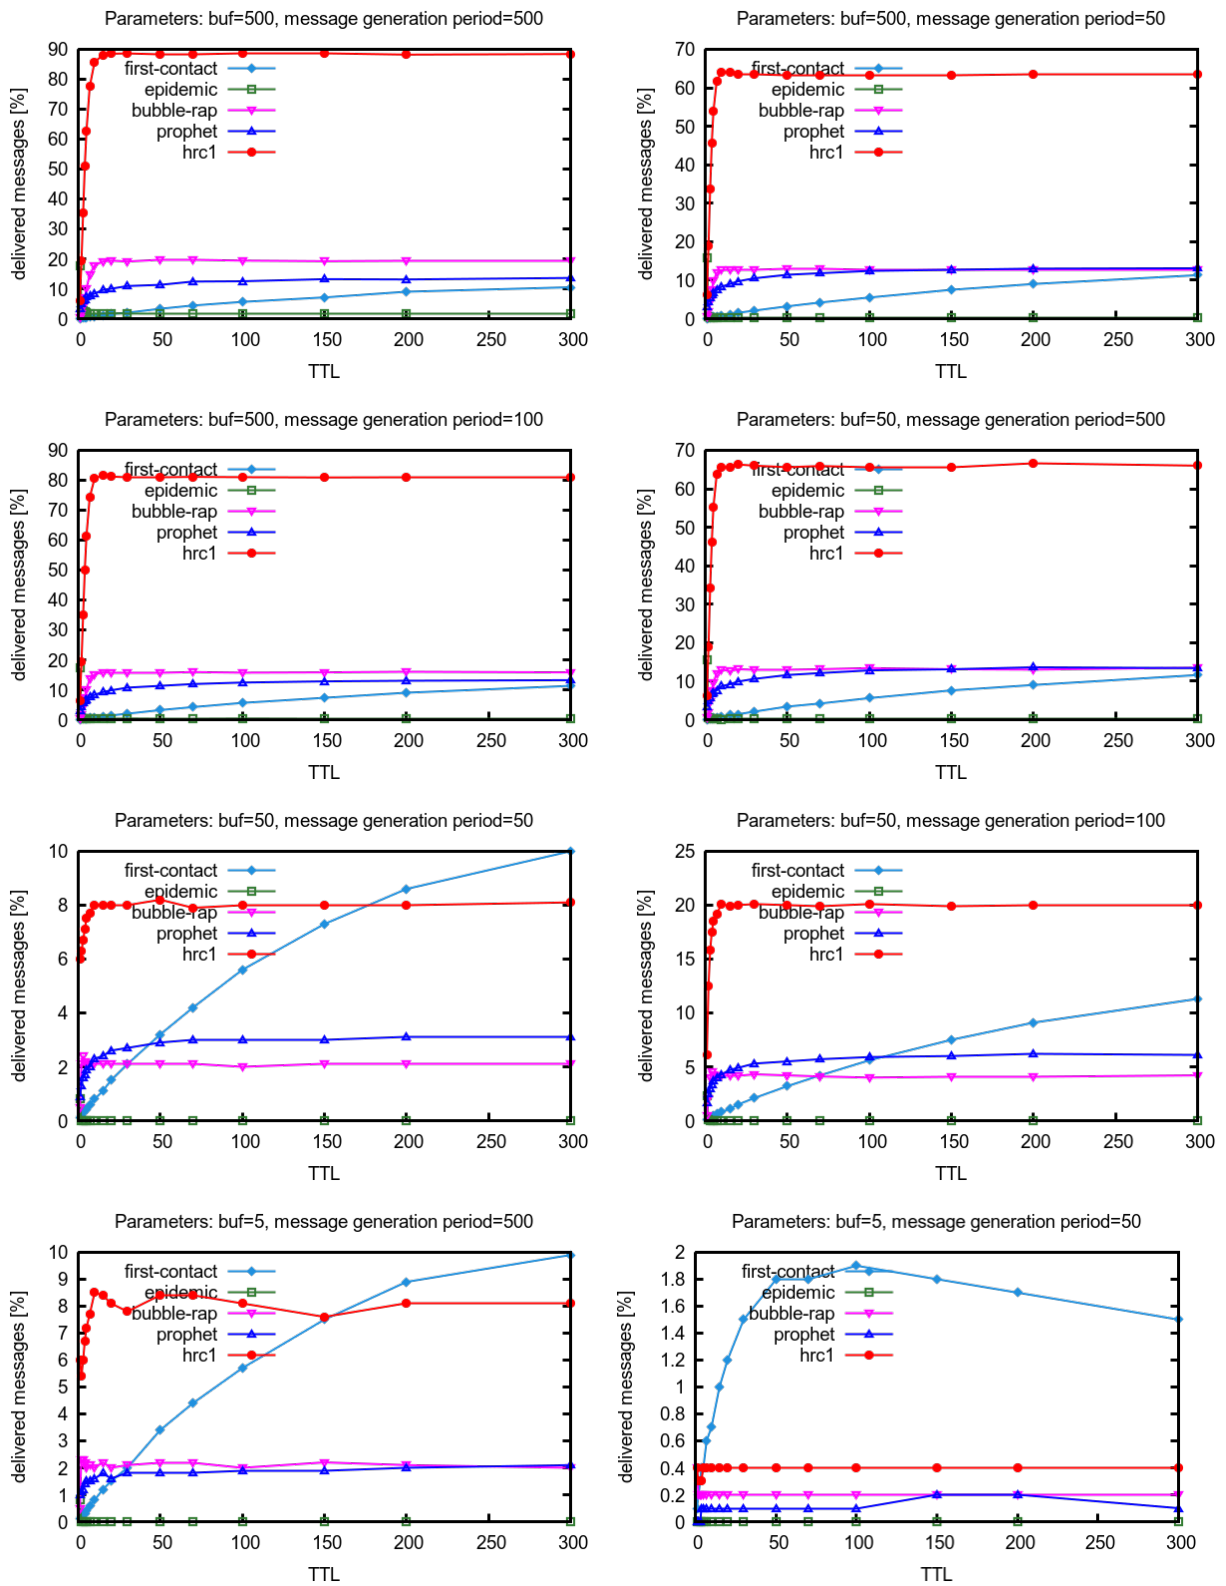 Parameters: buf=500, message generation period=500
delivered messages [%]
90
80
70
60
50
40
30
20
10
0
first-contact
epidemic
bubble-rap
prophet
hrc1
0 50 100 150 200 250 300
TTL
Parameters: buf=500, message generation period=50
delivered messages [%]
70
60
50
40
30
20
10
0
first-contact
epidemic
bubble-rap
prophet
hrc1
0 50 100 150 200 250 300
TTL
Parameters: buf=500, message generation period=100
delivered messages [%]
90
80
70
60
50
40
30
20
10
0
first-contact
epidemic
bubble-rap
prophet
hrc1
0 50 100 150 200 250 300
TTL
Parameters: buf=50, message generation period=500
delivered messages [%]
70
60
50
40
30
20
10
0
first-contact
epidemic
bubble-rap
prophet
hrc1
0 50 100 150 200 250 300
TTL
Parameters: buf=50, message generation period=50
delivered messages [%]
10
8
6
4
2
0
first-contact
epidemic
bubble-rap
prophet
hrc1
0 50 100 150 200 250 300
TTL
Parameters: buf=50, message generation period=100
delivered messages [%]
25
20
15
10
5
0
first-contact
epidemic
bubble-rap
prophet
hrc1
0 50 100 150 200 250 300
TTL
Parameters: buf=5, message generation period=500
delivered messages [%]
10
9
8
7
6
5
4
3
2
1
0
first-contact
epidemic
bubble-rap
prophet
hrc1
0 50 100 150 200 250 300
TTL
Parameters: buf=5, message generation period=50
delivered messages [%]
2
1.8
1.6
1.4
1.2
1
0.8
0.6
0.4
0.2
0
first-contact
epidemic
bubble-rap
prophet
hrc1
0 50 100 150 200 250 300
TTL